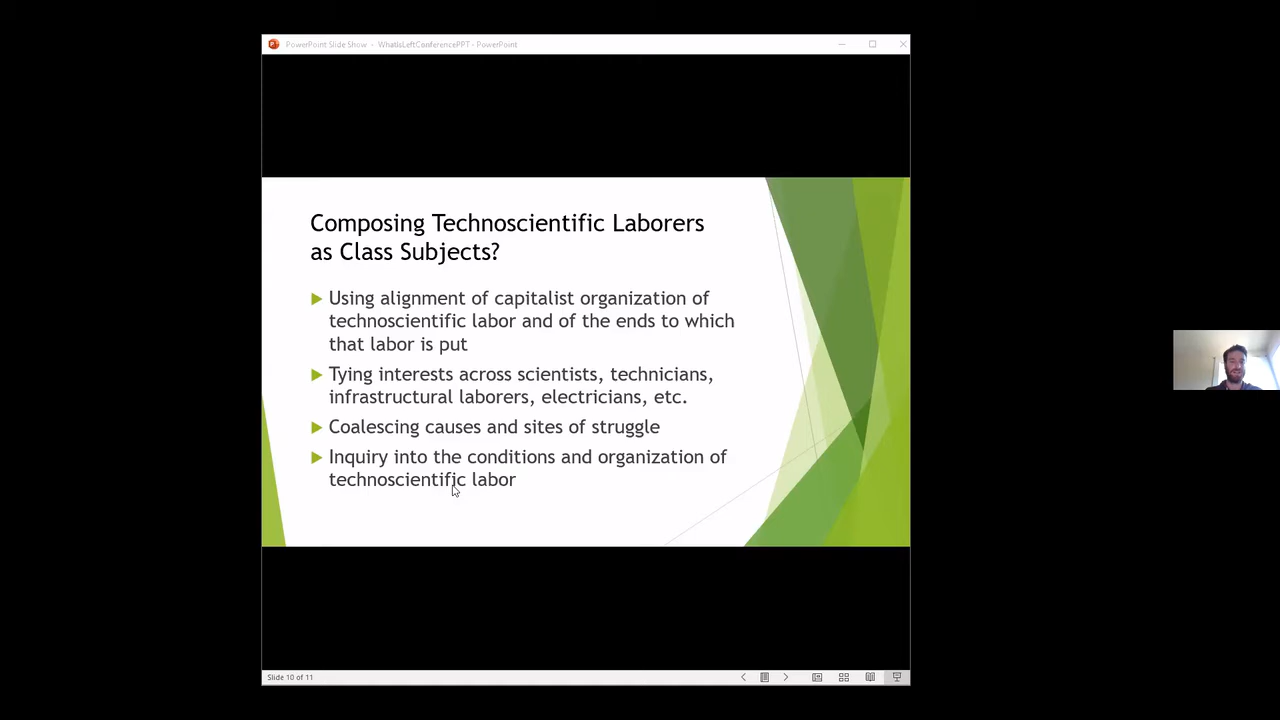 PowerPoint Slide Show - WhatIsLeftConferencePPT - PowerPoint
Composing Technoscientific Laborers
as Class Subjects?
Using alignment of capitalist organization of
technoscientific labor and of the ends to which
that labor is put
Tying interests across scientists, technicians,
infrastructural laborers, electricians, etc.
Coalescing causes and sites of struggle
Inquiry into the conditions and organization of
technoscientific labor
Slide 10 of 11